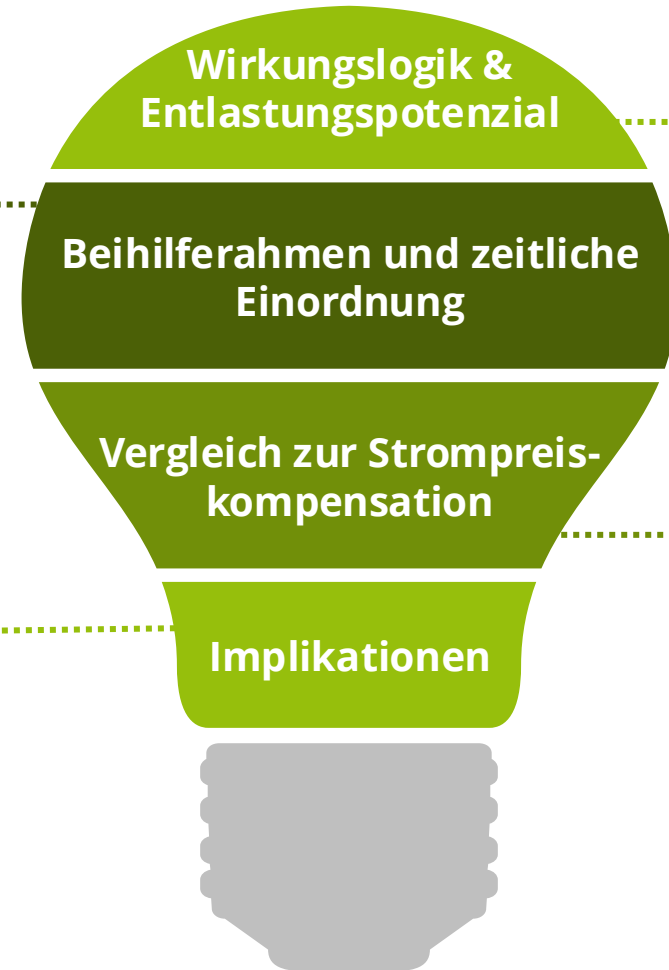 Wirkungslogik &
Entlastungspotenzial
Beihilferahmen und zeitliche
Einordnung
Vergleich zur Strompreis-
kompensation
Implikationen